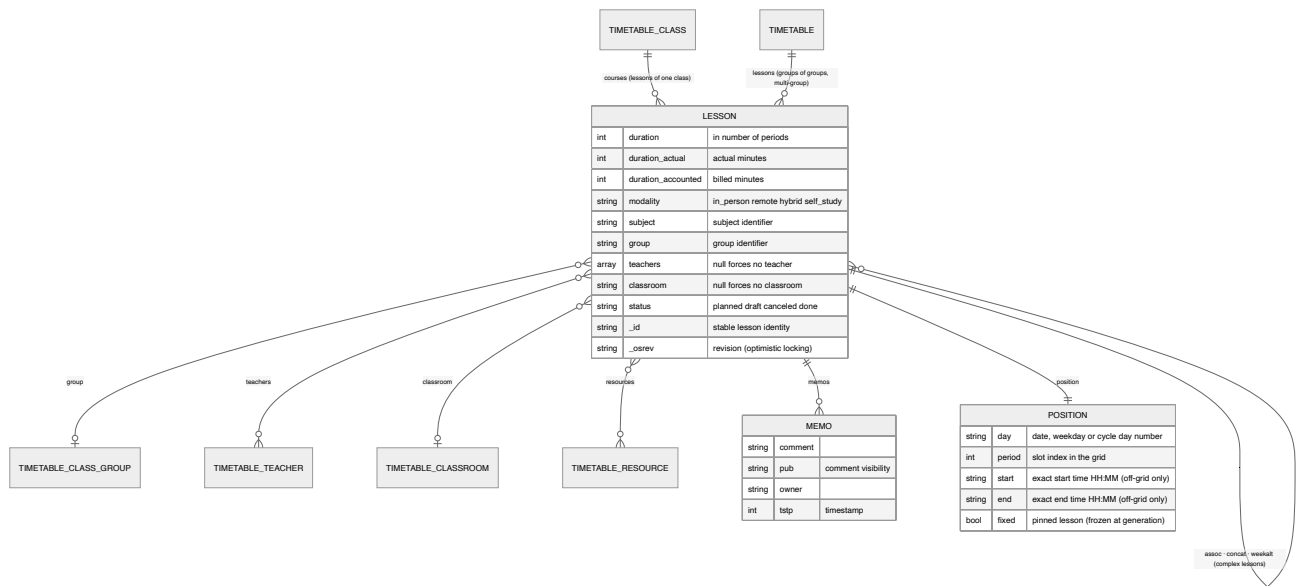 TIMETABLE_CLASS
TIMETABLE
courses (lessons of one class)
lessons (groups of groups,
multi-group)
LESSON
int duration in number of periods
int duration_actual actual minutes
int duration_accounted billed minutes
string modality in_person remote hybrid self_study
string subject subject identifier
string group group identifier
array teachers null forces no teacher
string classroom null forces no classroom
string status planned draft canceled done
string _id stable lesson identity
string _osrev revision (optimistic locking)
group
teachers
classroom
resources
memos
position
TIMETABLE_CLASS_GROUP
TIMETABLE_TEACHER
TIMETABLE_CLASSROOM
TIMETABLE_RESOURCE
MEMO
string comment
string pub comment visibility
string owner
int tstp timestamp
POSITION
string day date, weekday or cycle day number
int period slot index in the grid
string start exact start time HH:MM (off-grid only)
string end exact end time HH:MM (off-grid only)
bool fixed pinned lesson (frozen at generation)
assoc · concat · weekalt
(complex lessons)